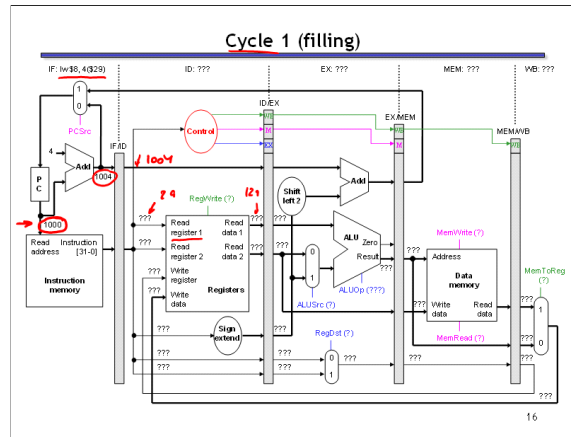 Cycle 1 (filling)
IF: lw $8, 4($29)
ID: ???
EX: ???
MEM: ???
WB: ???
1
0
PCSrc
4
Add
P
C
1004
1000
Read
address
Instruction
[31-0]
Instruction
memory
IF/ID
1004
Control
ID/EX
WB
M
EX
EX/MEM
WB
M
MEM/WB
WB
RegWrite (?)
???
29
???
???
???
Read
register 1
Read
register 2
Write
register
Write
data
Read
data 1
Read
data 2
Registers
???
???
???
???
Shift
left 2
Add
0
1
ALUSrc (?)
ALU
Zero
Result
ALUOp (???)
???
???
MemWrite (?)
Address
Data
memory
Write
data
Read
data
MemRead (?)
???
???
???
MemToReg
(?)
1
0
???
Sign
extend
???
???
???
???
???
RegDst (?)
0
1
???
???
???
???
16